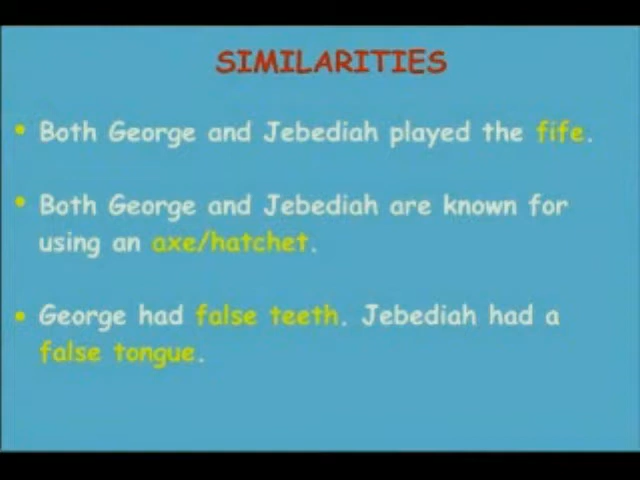 SIMILARITIES
• Both George and Jebediah played the fife.
• Both George and Jebediah are known for
using an axe/hatchet.
• George had false teeth. Jebediah had a
false tongue.